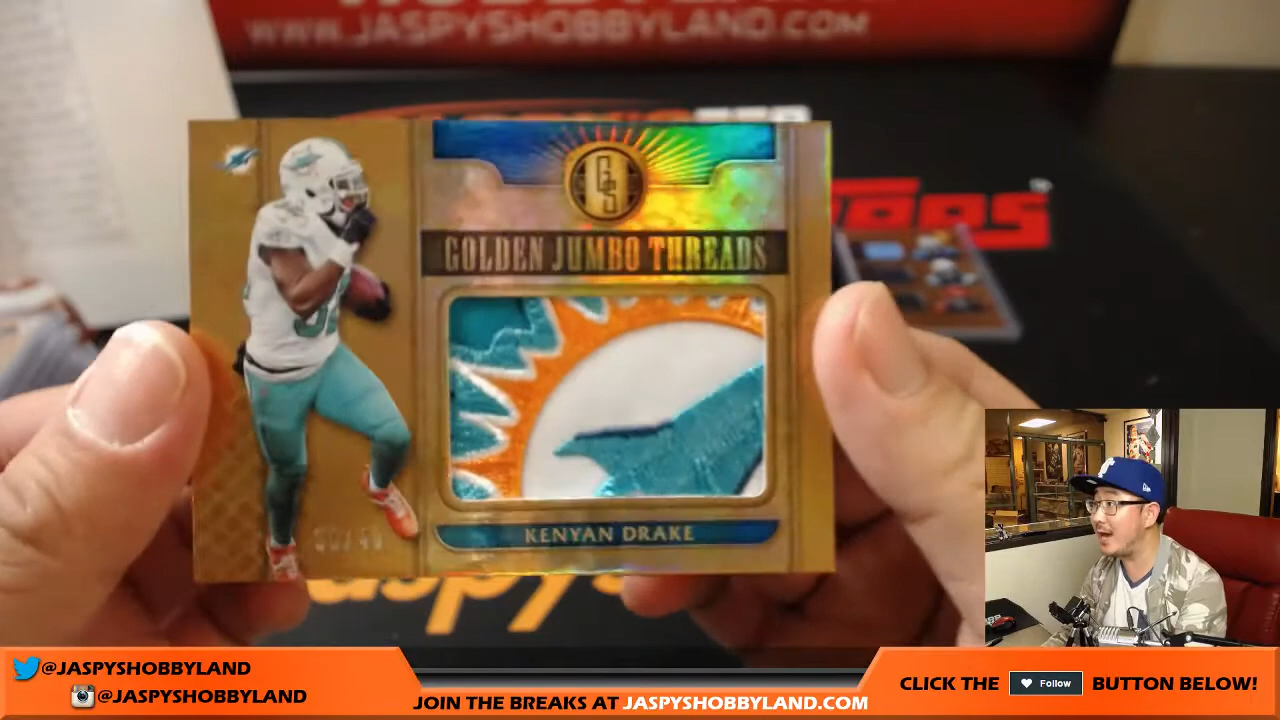 WWW.JASPYSHOBBYLAND.COM
GS
GOLDEN JUMBO THREADS
KENYAN DRAKE
@JASPYSHOBBYLAND
@JASPYSHOBBYLAND
JOIN THE BREAKS AT JASPYSHOBBYLAND.COM
CLICK THE Follow BUTTON BELOW!